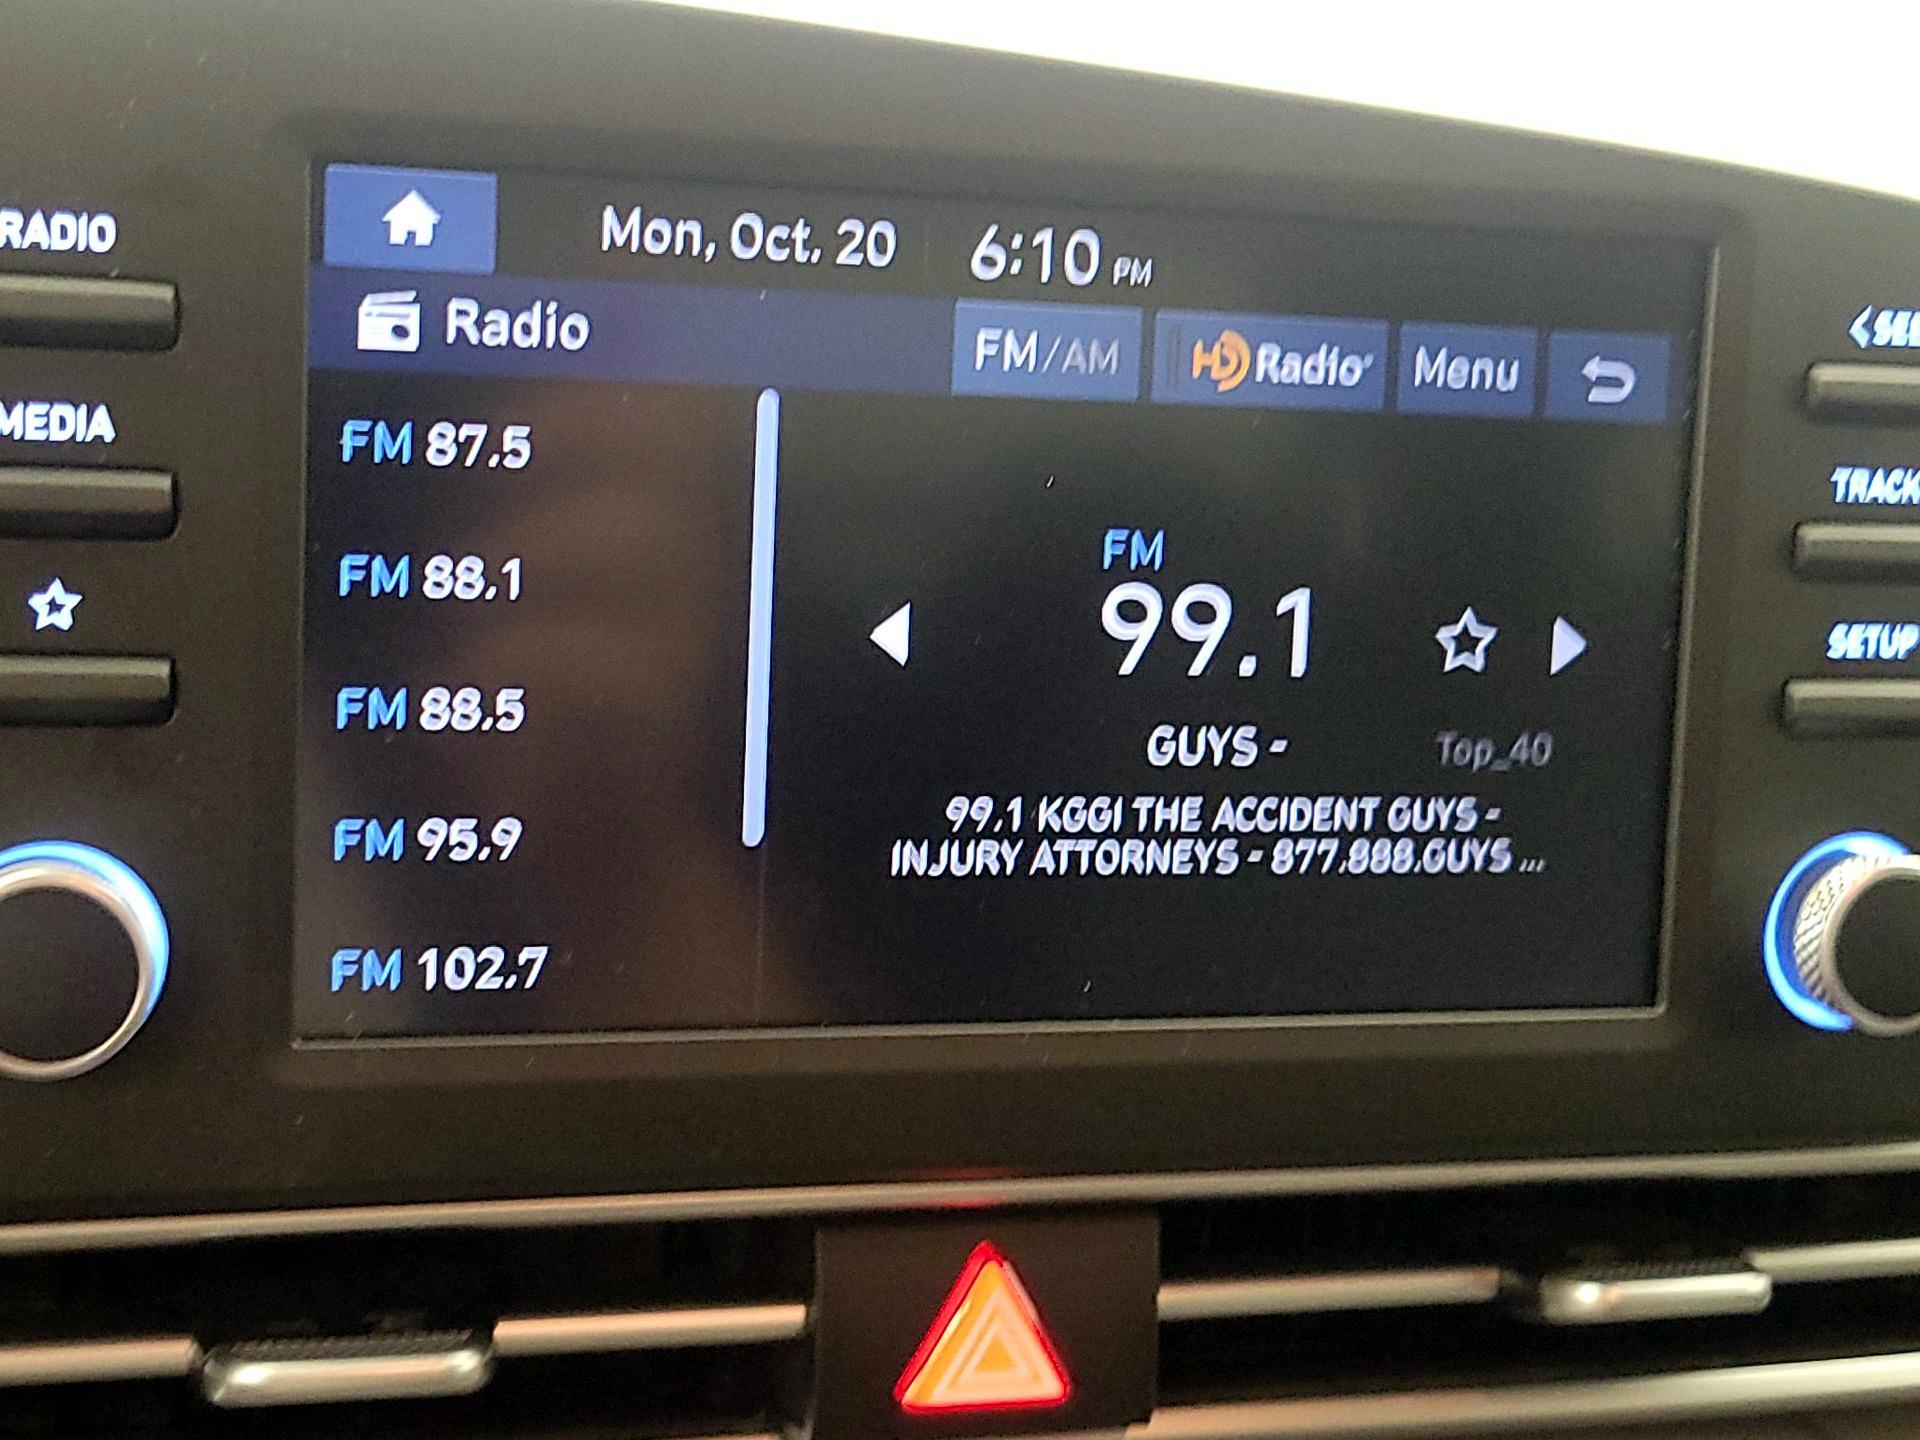 RADIO
MEDIA
Mon, Oct. 20 6:10 PM
Radio
FM/AM
HD Radio
Menu
FM 87.5
FM 88.1
FM 88.5
FM 95.9
FM 102.7
FM
99.1
GUYS -
Top_40
99.1 KGGI THE ACCIDENT GUYS -
INJURY ATTORNEYS - 877.888.GUYS ...
TRACK
SETUP